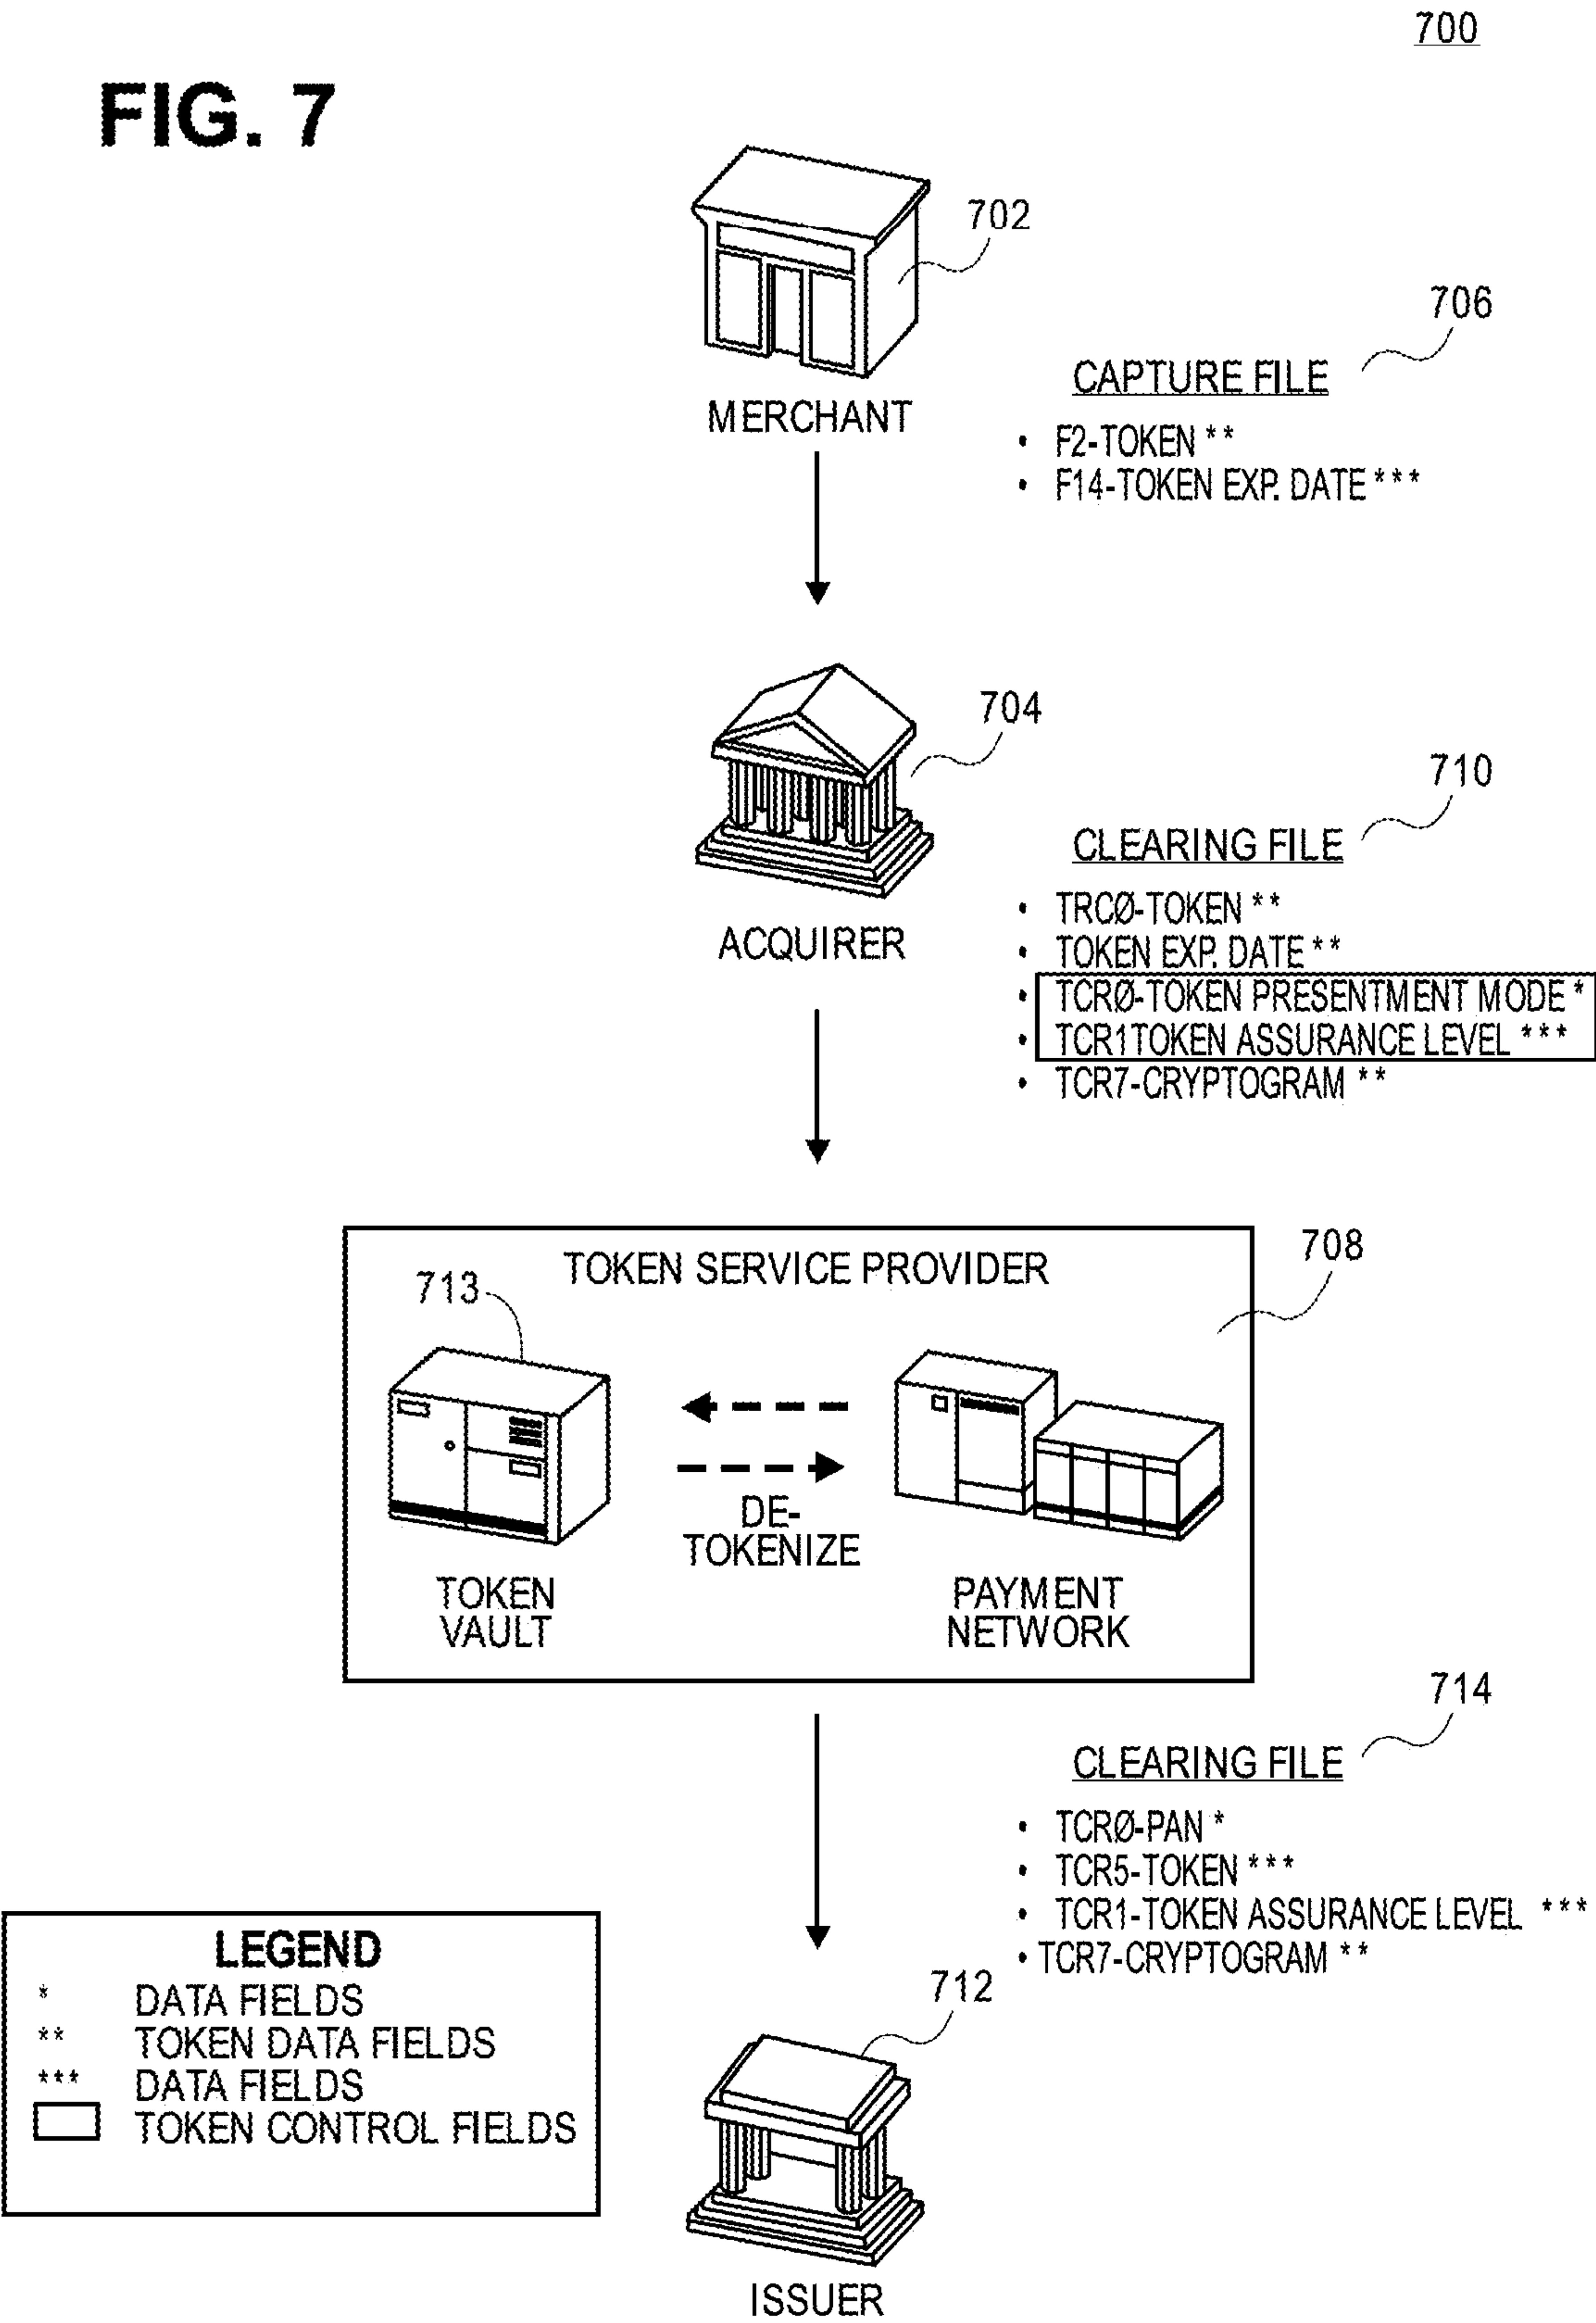 700
FIG. 7
702
MERCHANT
706
CAPTURE FILE
• F2-TOKEN **
• F14-TOKEN EXP. DATE ***
704
ACQUIRER
710
CLEARING FILE
• TRCØ-TOKEN **
• TOKEN EXP. DATE **
• TCRØ-TOKEN PRESENTMENT MODE *
• TCR1TOKEN ASSURANCE LEVEL ***
• TCR7-CRYPTOGRAM **
708
TOKEN SERVICE PROVIDER
713
DE-
TOKENIZE
TOKEN
VAULT
PAYMENT
NETWORK
714
CLEARING FILE
• TCRØ-PAN *
• TCR5-TOKEN ***
• TCR1-TOKEN ASSURANCE LEVEL ***
• TCR7-CRYPTOGRAM **
712
ISSUER
LEGEND
* DATA FIELDS
** TOKEN DATA FIELDS
*** DATA FIELDS
TOKEN CONTROL FIELDS